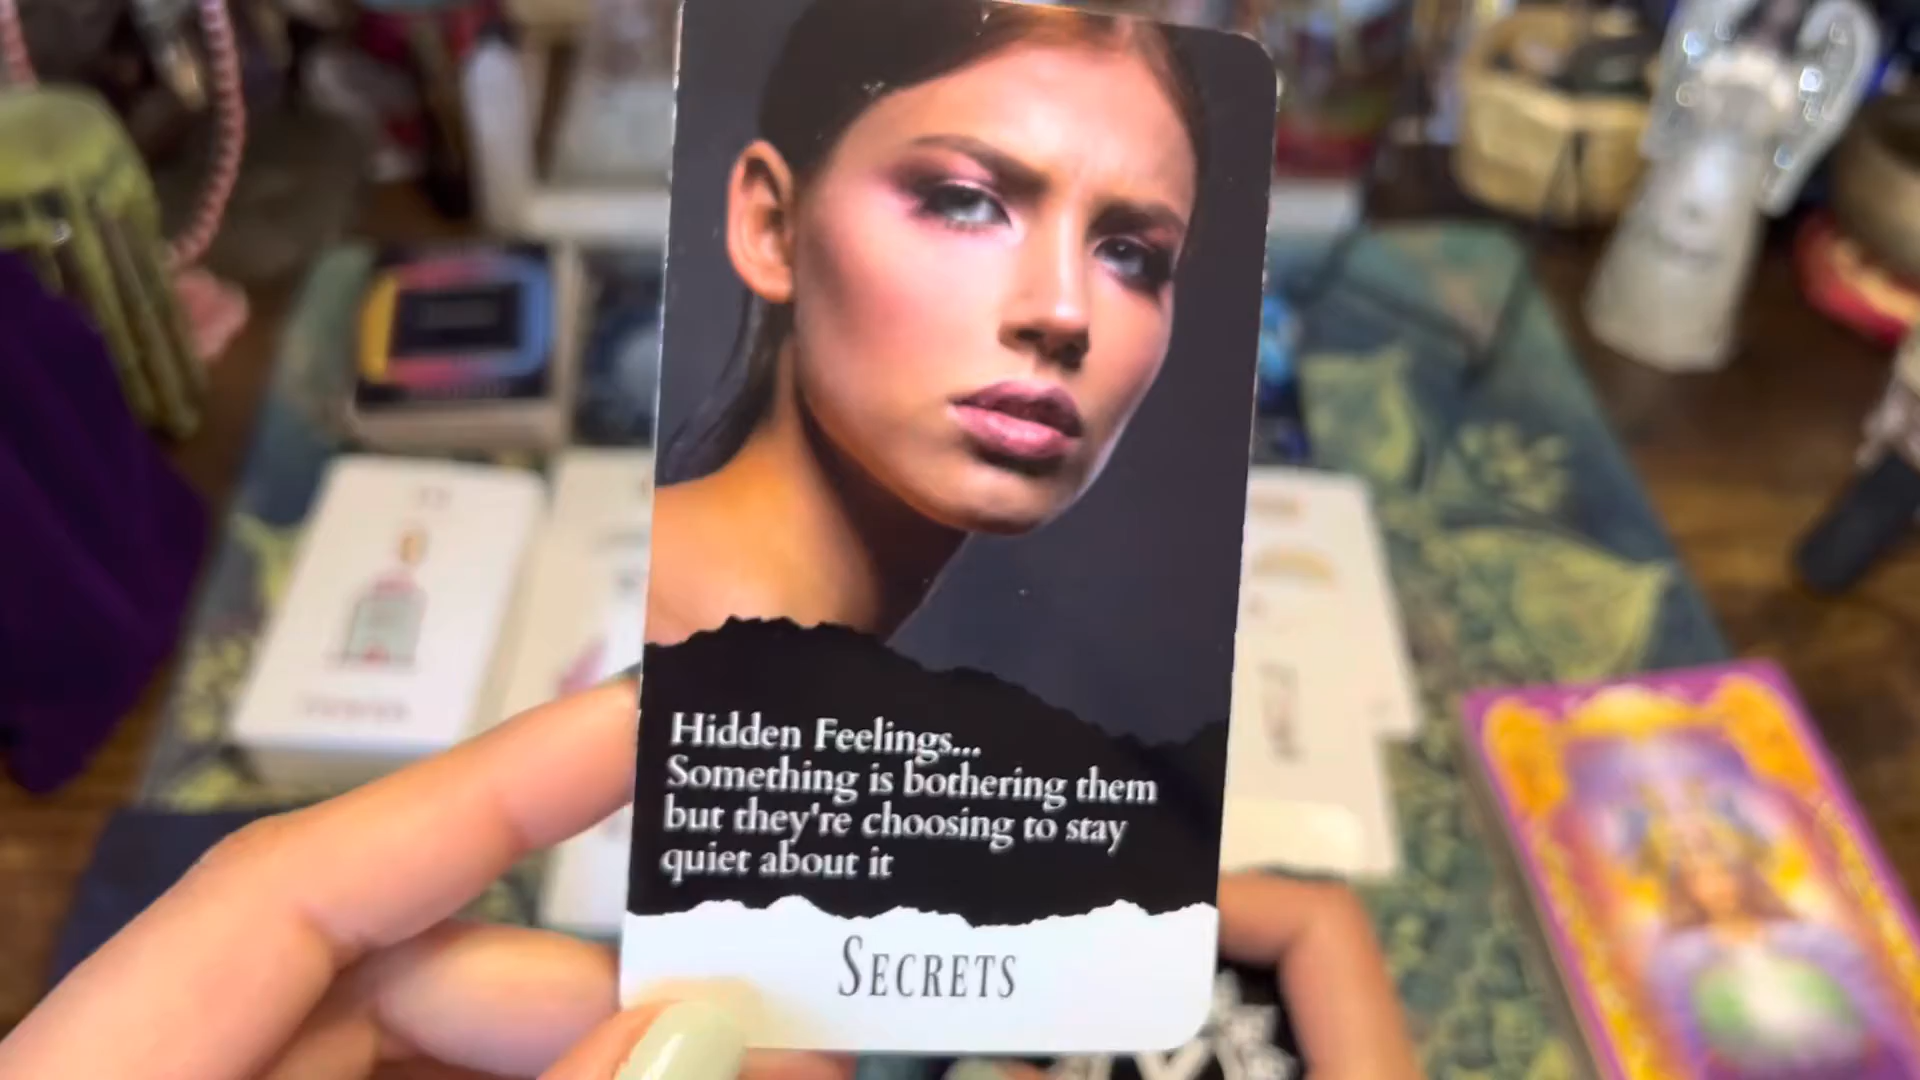 Hidden Feelings...
Something is bothering them
but they're choosing to stay
quiet about it
SECRETS